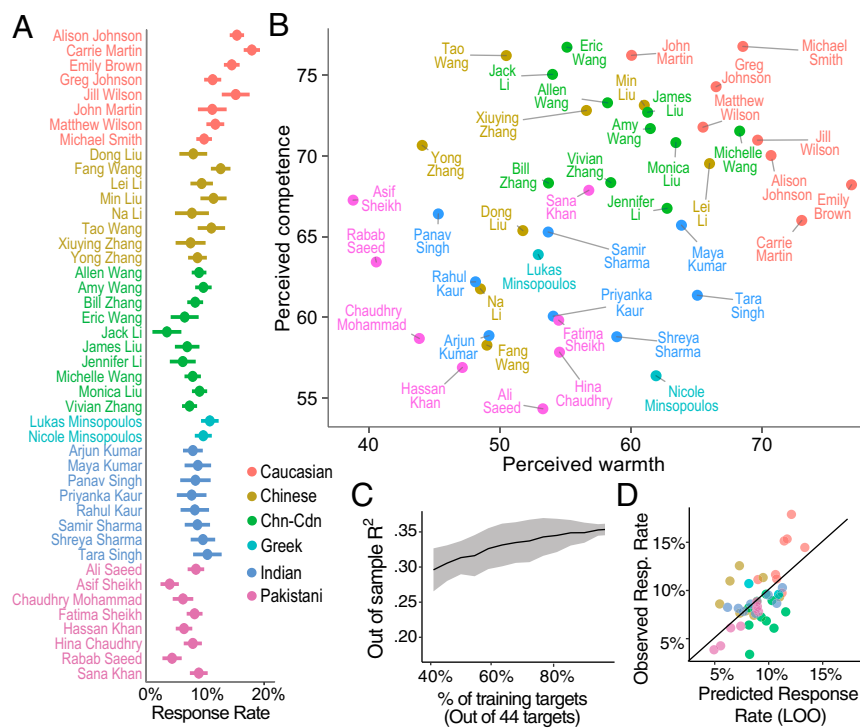 A
Alison Johnson
Carrie Martin
Emily Brown
Greg Johnson
Jill Wilson
John Martin
Matthew Wilson
Michael Smith
Dong Liu
Fang Wang
Lei Li
Min Liu
Na Li
Tao Wang
Xiuying Zhang
Yong Zhang
Allen Wang
Amy Wang
Bill Zhang
Eric Wang
Jack Li
James Liu
Jennifer Li
Michelle Wang
Monica Liu
Vivian Zhang
Lukas Minsopoulos
Nicole Minsopoulos
Arjun Kumar
Maya Kumar
Panav Singh
Priyanka Kaur
Rahul Kaur
Samir Sharma
Shreya Sharma
Tara Singh
Ali Saeed
Asif Sheikh
Chaudhry Mohammad
Fatima Sheikh
Hassan Khan
Hina Chaudhry
Rabab Saeed
Sana Khan
0%
10%
20%
Response Rate
Caucasian
Chinese
Chn-Cdn
Greek
Indian
Pakistani
B
Perceived competence
75
70
65
60
55
Tao
Wang
Eric
Wang
John
Martin
Michael
Smith
Jack
Li
Greg
Johnson
Allen
Wang
Min
Liu
James
Liu
Matthew
Wilson
Xiuying
Zhang
Amy
Wang
Jill
Wilson
Yong
Zhang
Bill
Zhang
Vivian
Zhang
Monica
Liu
Michelle
Wang
Alison
Johnson
Asif
Sheikh
Sana
Khan
Jennifer
Li
Lei
Li
Emily
Brown
Panav
Singh
Dong
Liu
Carrie
Martin
Rabab
Saeed
Samir
Sharma
Maya
Kumar
Rahul
Kaur
Lukas
Minsopoulos
Chaudhry
Mohammad
Na
Li
Priyanka
Kaur
Tara
Singh
Arjun
Kumar
Fang
Wang
Fatima
Sheikh
Shreya
Sharma
Hassan
Khan
Ali
Saeed
Hina
Chaudhry
Nicole
Minsopoulos
40
50
60
70
Perceived warmth
C
Out of sample R²
.35
.30
.25
.20
40%
60%
80%
% of training targets
(Out of 44 targets)
D
Observed Resp. Rate
15%
10%
5%
5%
10%
15%
Predicted Response
Rate (LOO)